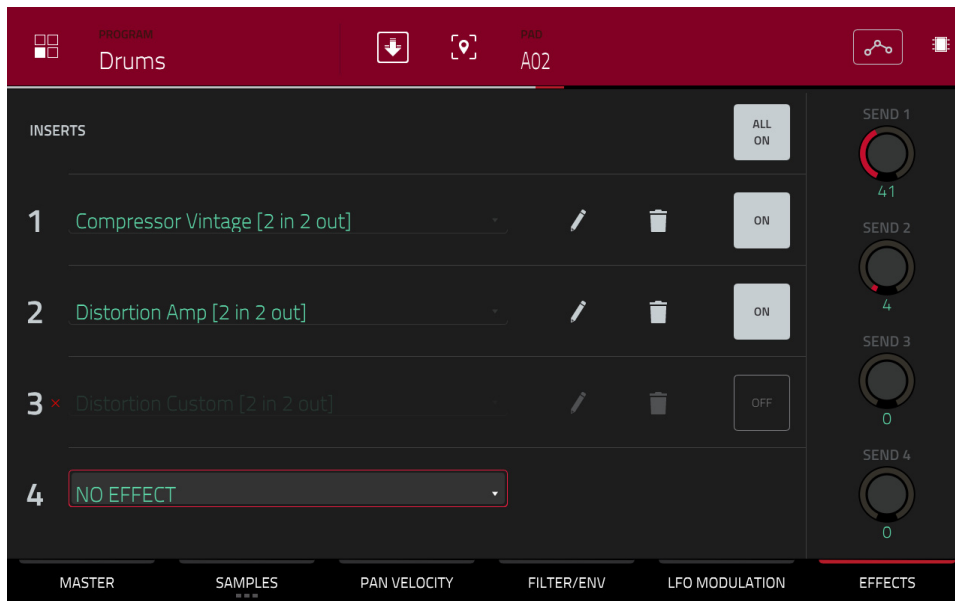 PROGRAM
Drums
PAD
A02
INSERTS
ALL
ON
SEND 1
41
1
Compressor Vintage [2 in 2 out]
ON
SEND 2
4
2
Distortion Amp [2 in 2 out]
ON
SEND 3
0
3
Distortion Custom [2 in 2 out]
OFF
SEND 4
0
4
NO EFFECT
MASTER
SAMPLES
PAN VELOCITY
FILTER/ENV
LFO MODULATION
EFFECTS